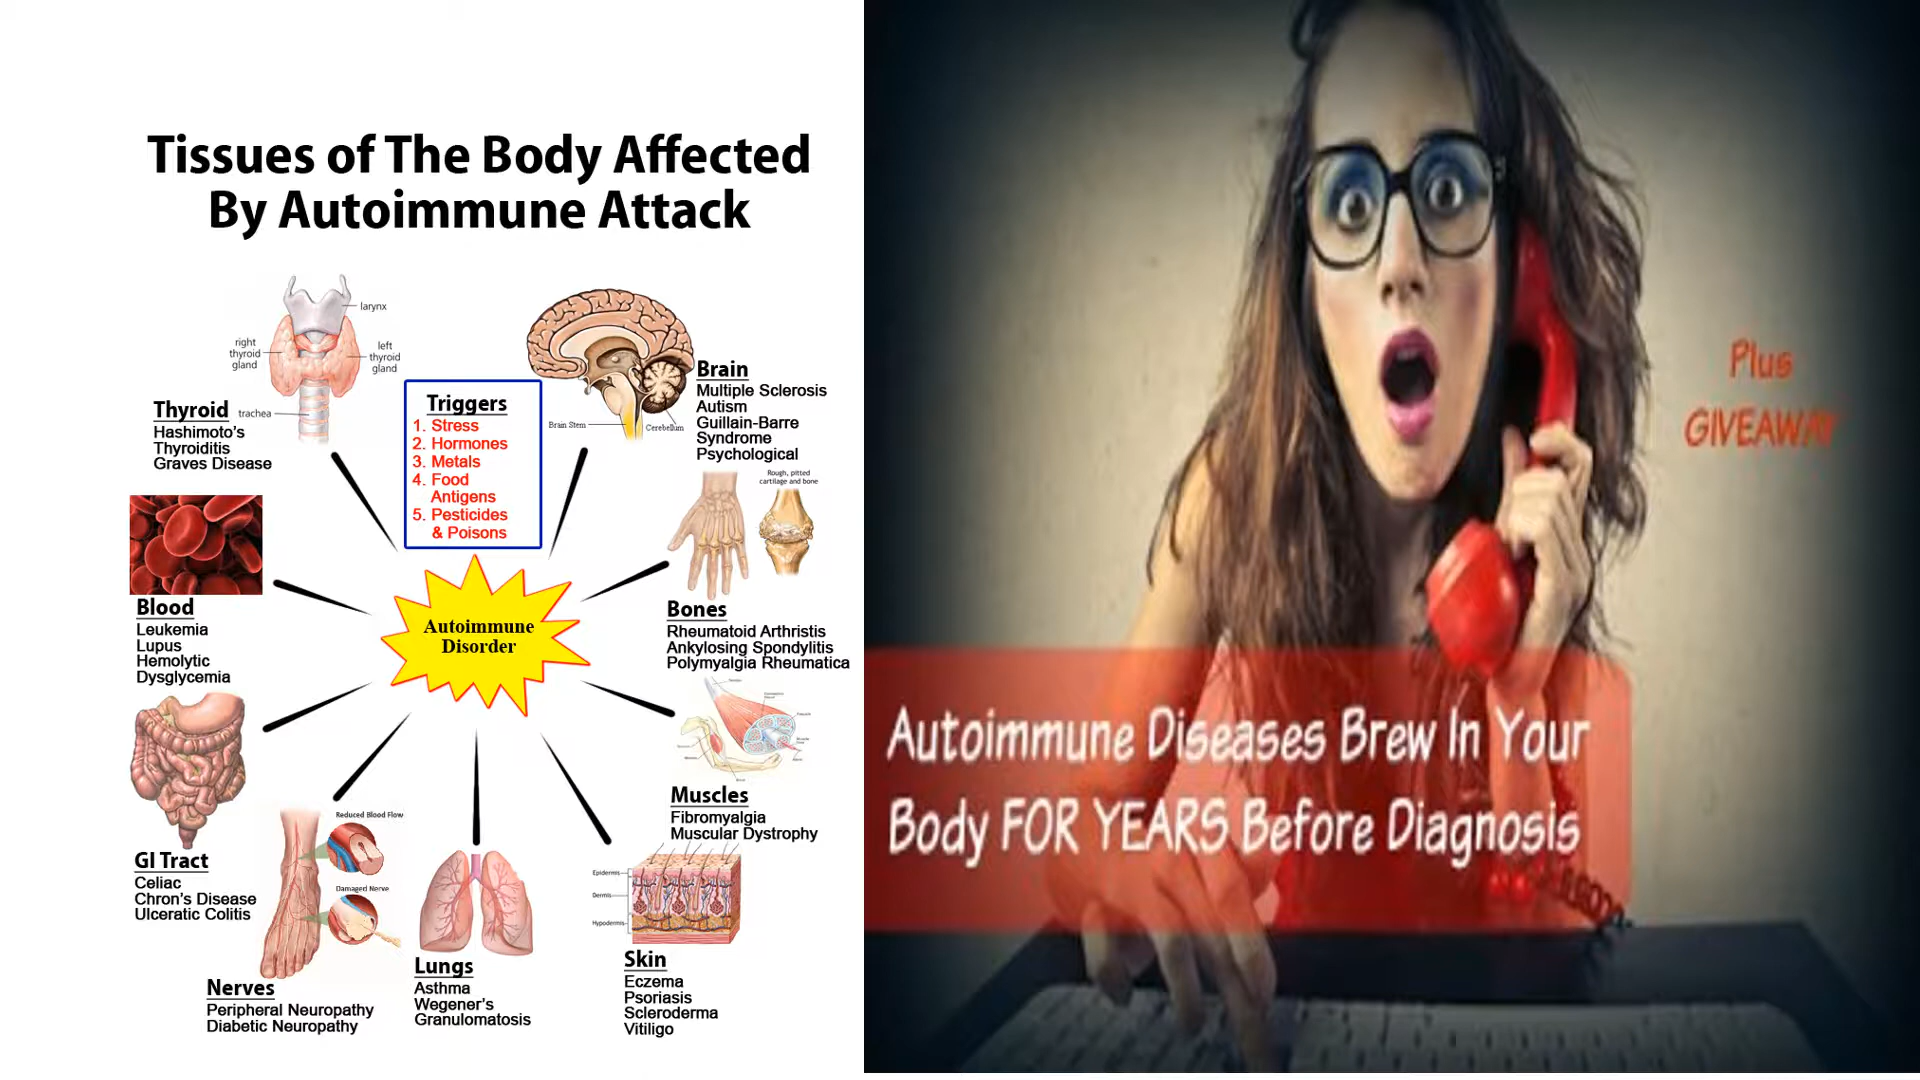 Tissues of The Body Affected
By Autoimmune Attack
larynx
right
thyroid
gland
left
thyroid
gland
trachea
Thyroid
Hashimoto's
Thyroiditis
Graves Disease
Triggers
1. Stress
2. Hormones
3. Metals
4. Food
Antigens
5. Pesticides
& Poisons
Brain Stem
Cerebellum
Brain
Multiple Sclerosis
Autism
Guillain-Barre
Syndrome
Psychological
Rough, pitted
cartilage and bone
Blood
Leukemia
Lupus
Hemolytic
Dysglycemia
Autoimmune
Disorder
Bones
Rheumatoid Arthristis
Ankylosing Spondylitis
Polymyalgia Rheumatica
Muscles
Fibromyalgia
Muscular Dystrophy
GI Tract
Celiac
Chron's Disease
Ulceratic Colitis
Reduced Blood Flow
Damaged Nerve
Nerves
Peripheral Neuropathy
Diabetic Neuropathy
Lungs
Asthma
Wegener's
Granulomatosis
Epidermis
Dermis
Hypodermis
Skin
Eczema
Psoriasis
Scleroderma
Vitiligo
Plus
GIVEAWAY
Autoimmune Diseases Brew In Your
Body FOR YEARS Before Diagnosis